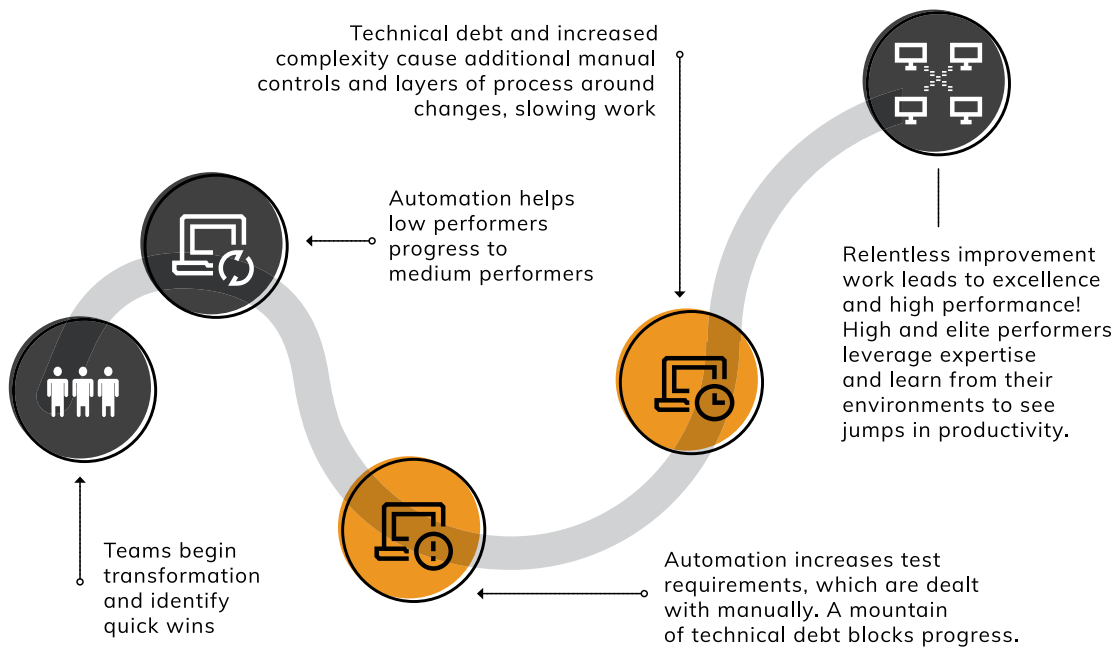 Teams begin
transformation
and identify
quick wins
Automation helps
low performers
progress to
medium performers
Automation increases test
requirements, which are dealt
with manually. A mountain
of technical debt blocks progress.
Technical debt and increased
complexity cause additional manual
controls and layers of process around
changes, slowing work
Relentless improvement
work leads to excellence
and high performance!
High and elite performers
leverage expertise
and learn from their
environments to see
jumps in productivity.